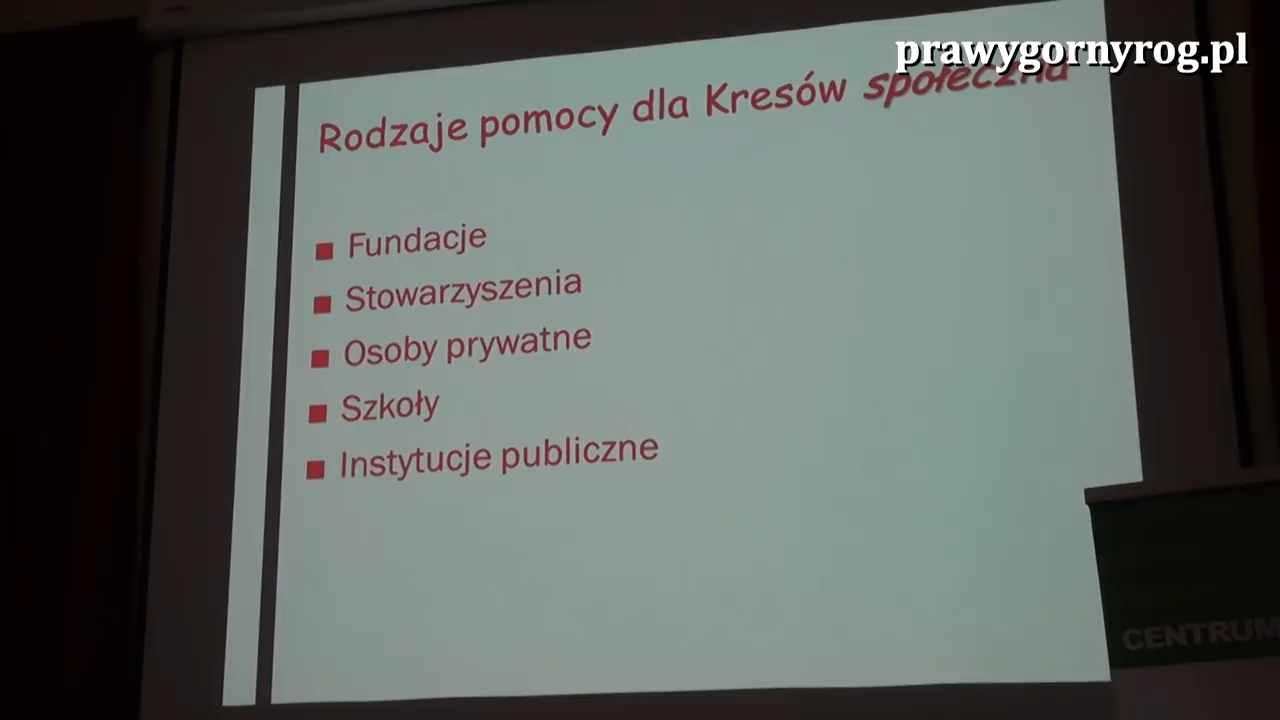 prawygornyrog.pl
Rodzaje pomocy dla Kresów społeczna
Fundacje
Stowarzyszenia
Osoby prywatne
Szkoły
Instytucje publiczne
CENTRUM